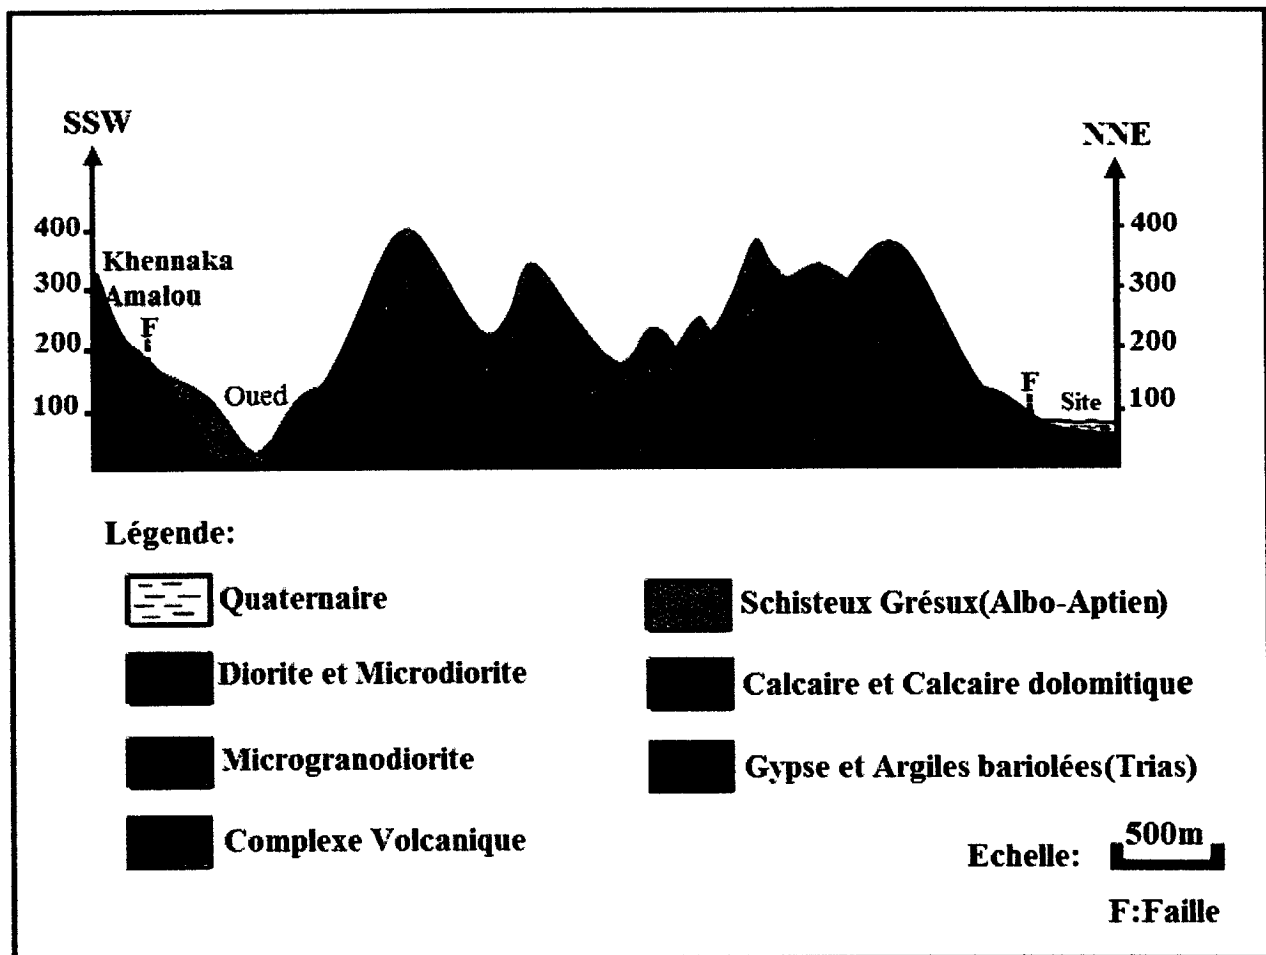 SSW
NNE
400
400
Khennaka
Amalou
300
300
F
200
200
Oued
F
Site
100
100
Légende:
Quaternaire
Schisteux Grésux(Albo-Aptien)
Diorite et Microdiorite
Calcaire et Calcaire dolomitique
Microgranodiorite
Gypse et Argiles bariolées(Trias)
Complexe Volcanique
Echelle:
500m
F:Faille